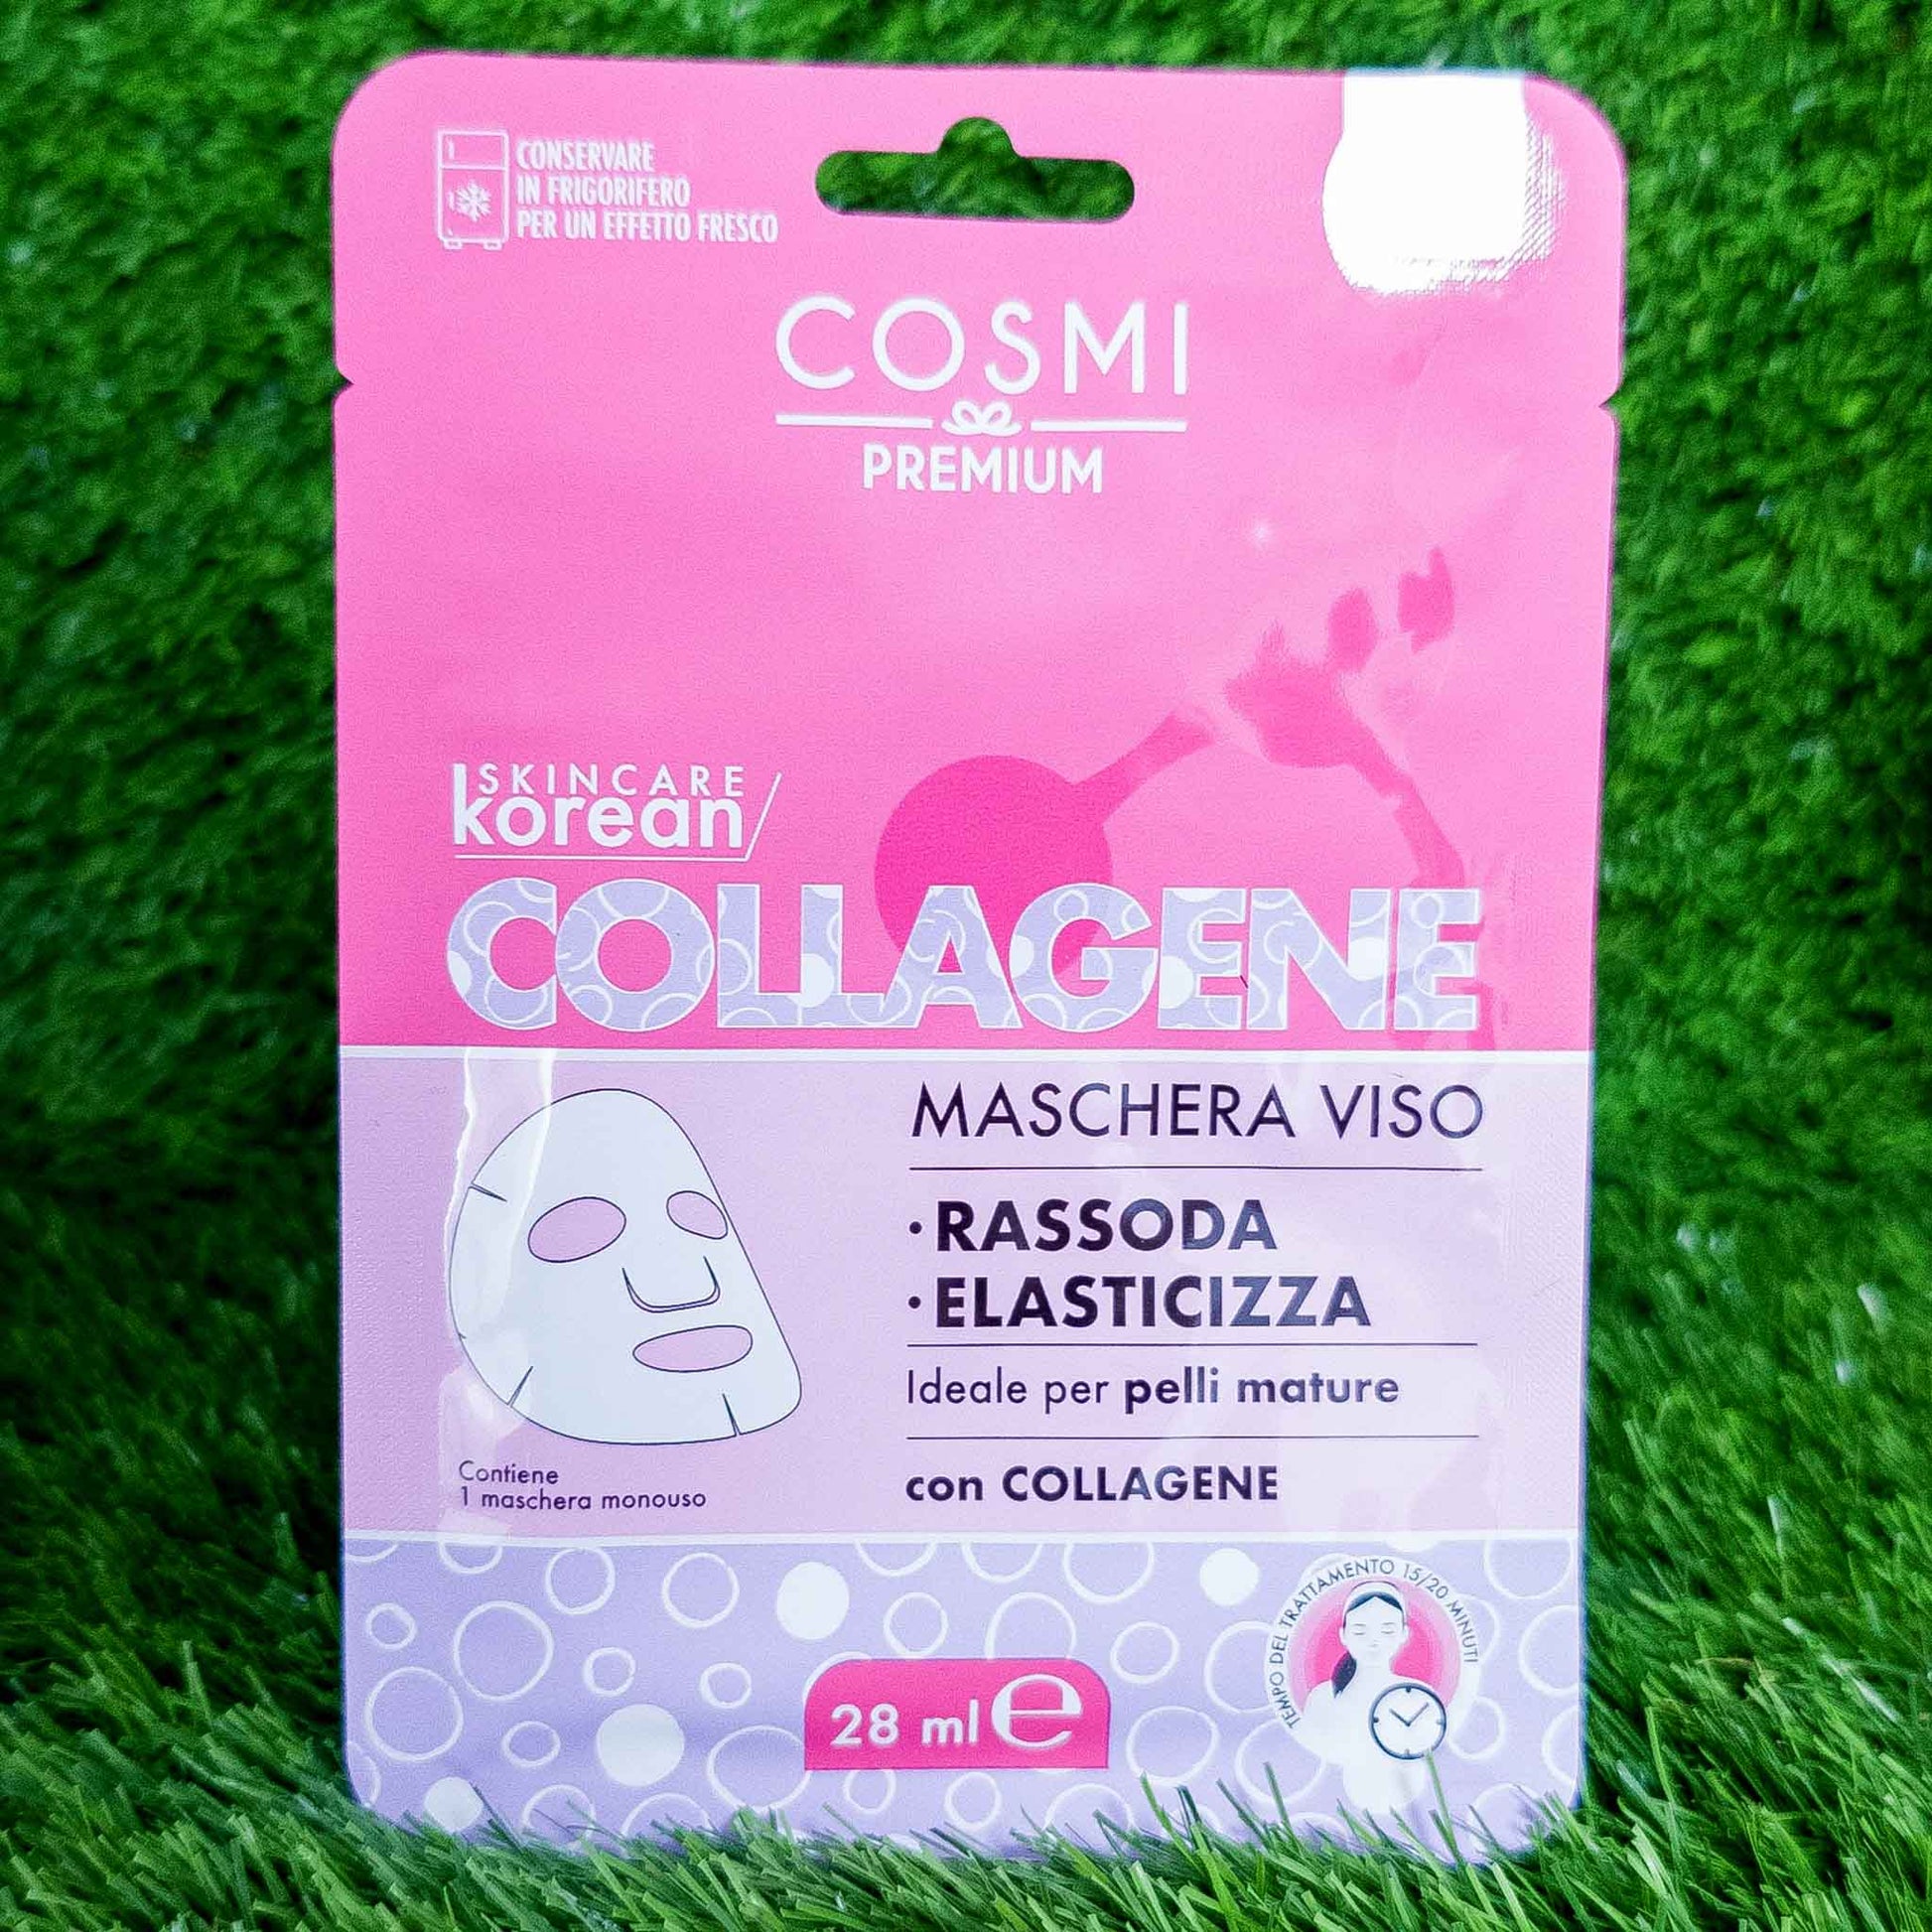 CONSERVARE
IN FRIGORIFERO
PER UN EFFETTO FRESCO
COSMI
PREMIUM
SKINCARE
korean
COLLAGENE
MASCHERA VISO
·RASSODA
·ELASTICIZZA
Ideale per pelli mature
con COLLAGENE
Contiene
1 maschera monouso
TEMPO DEL TRATTAMENTO 15/20 MINUTI
28 ml e